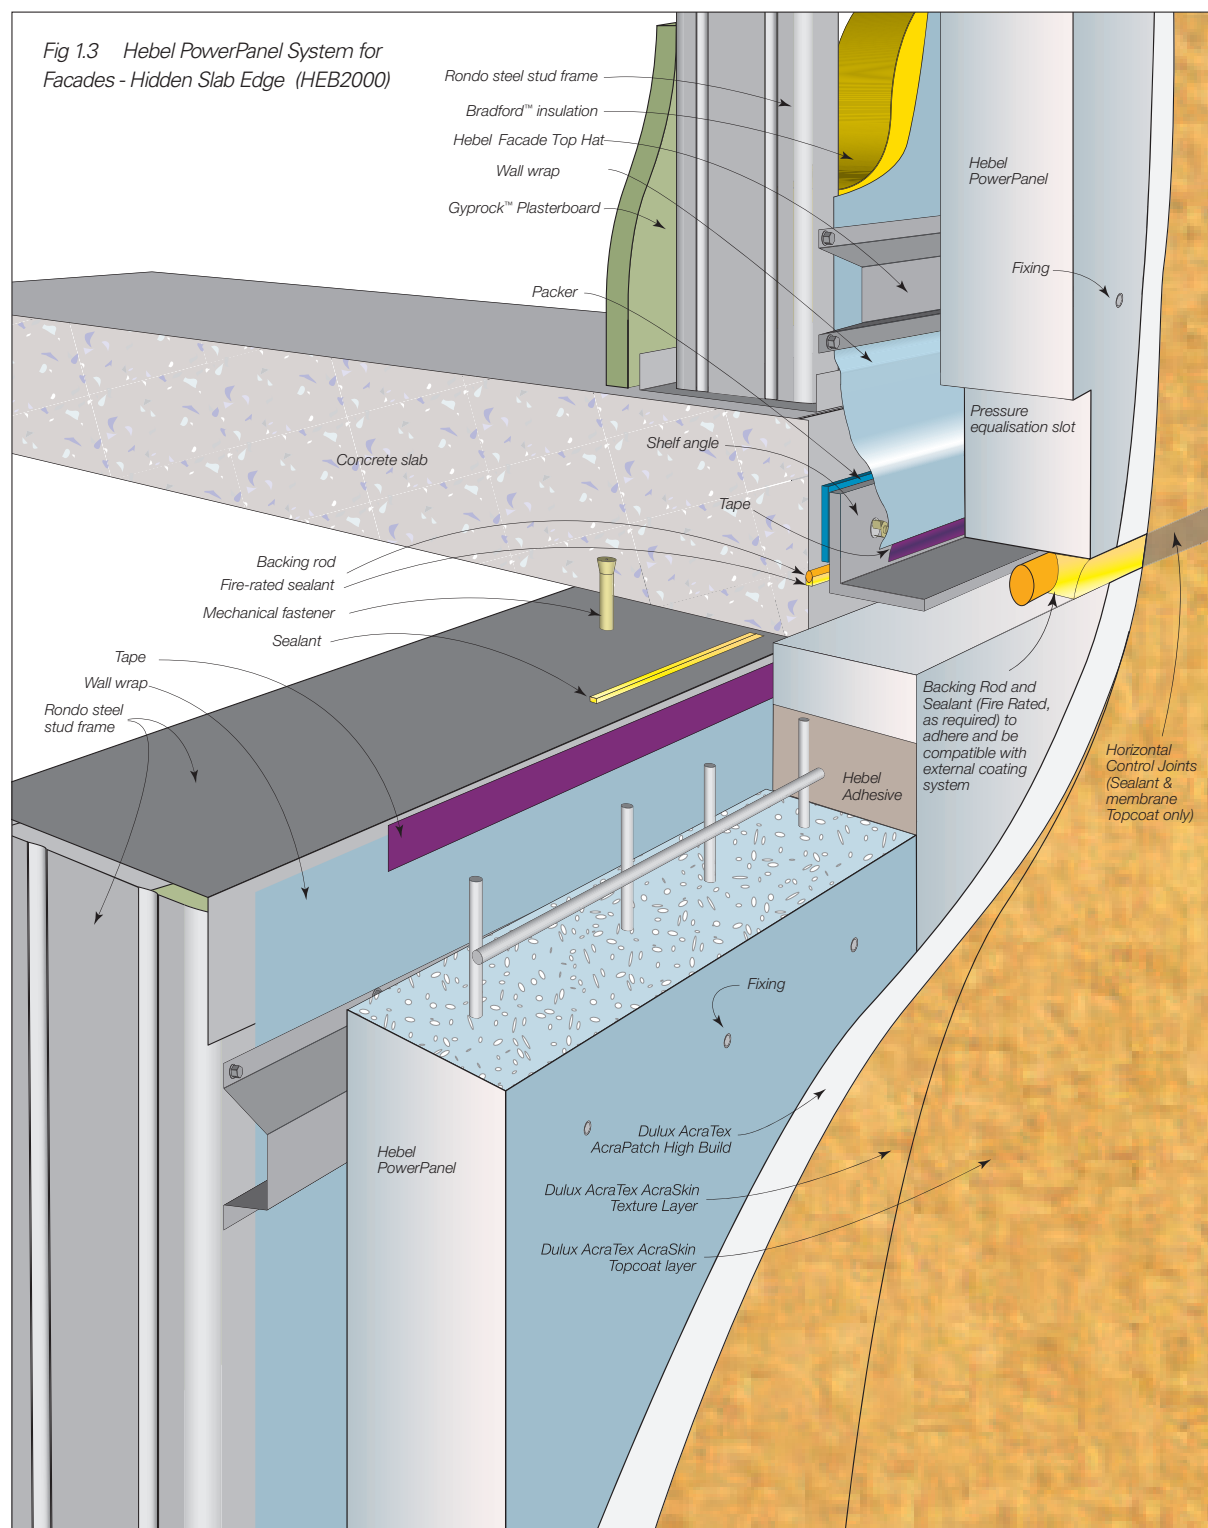 Fig 1.3 Hebel PowerPanel System for
Facades - Hidden Slab Edge (HEB2000)
Rondo steel stud frame
Bradford™ insulation
Hebel Facade Top Hat
Wall wrap
Gyprock™ Plasterboard
Hebel
PowerPanel
Fixing
Packer
Pressure
equalisation slot
Shelf angle
Concrete slab
Tape
Backing rod
Fire-rated sealant
Mechanical fastener
Sealant
Tape
Wall wrap
Rondo steel
stud frame
Backing Rod and
Sealant (Fire Rated,
as required) to
adhere and be
compatible with
external coating
system
Horizontal
Control Joints
(Sealant &
membrane
Topcoat only)
Hebel
Adhesive
Fixing
Hebel
PowerPanel
Dulux AcraTex
AcraPatch High Build
Dulux AcraTex AcraSkin
Texture Layer
Dulux AcraTex AcraSkin
Topcoat layer